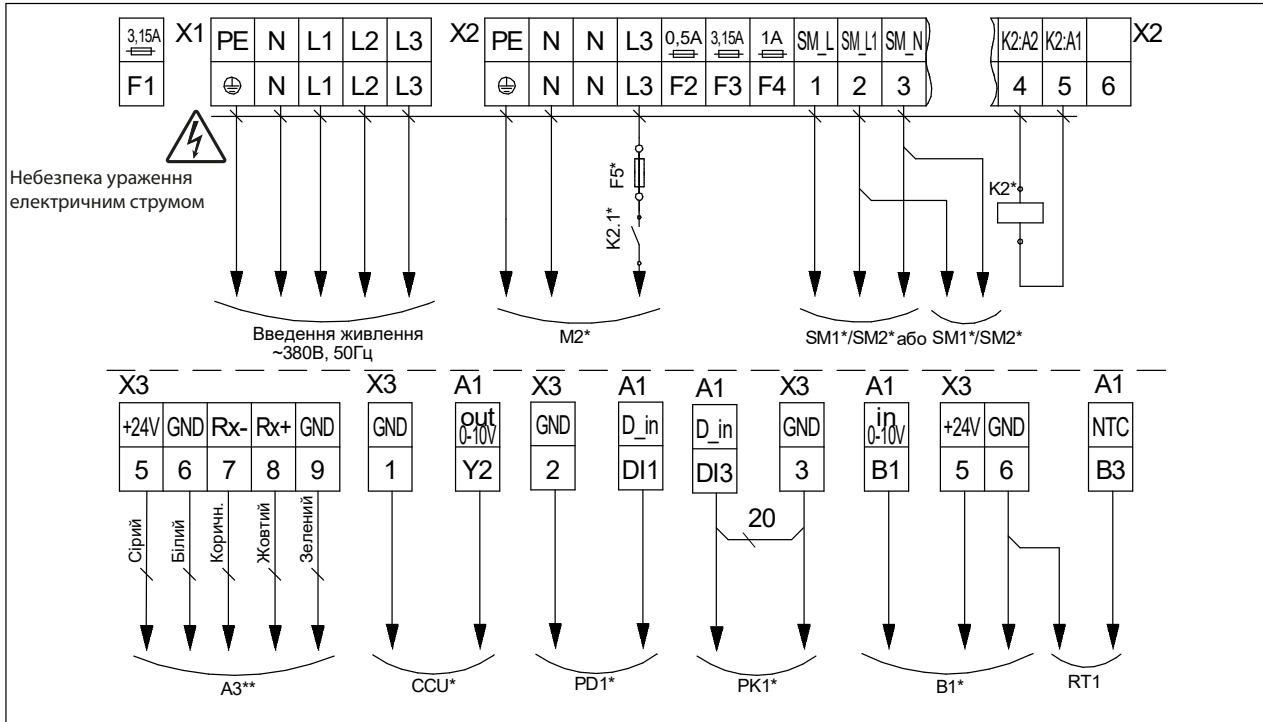 3,15A X1 PE N L1 L2 L3 X2 PE N N L3 0,5A 3,15A 1A SM_L SM_L1 SM_N K2:A2 K2:A1 X2
F1 N L1 L2 L3 N N L3 F2 F3 F4 1 2 3 4 5 6
Небезпека ураження
електричним струмом
F5*
K2.1*
K2*
Введення живлення
~380В, 50Гц
M2*
SM1*/SM2* або SM1*/SM2*
X3 X3 A1 X3 A1 A1 X3 A1 X3 A1
+24V GND Rx- Rx+ GND GND out 0-10V GND D_in D_in GND in 0-10V +24V GND NTC
5 6 7 8 9 1 Y2 2 DI1 DI3 3 B1 5 6 B3
20
Сірий
Білий
Коричн.
Жовтий
Зелений
A3** CCU* PD1* PK1* B1* RT1